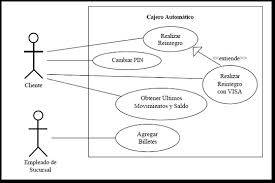 Cajero Automático
Realizar
Reintegro
Cambiar PIN
<<extiende>>
Cliente
Realizar
Reintegro
con VISA
Obtener Últimos
Movimientos y Saldo
Agregar
Billetes
Empleado de
Sucursal